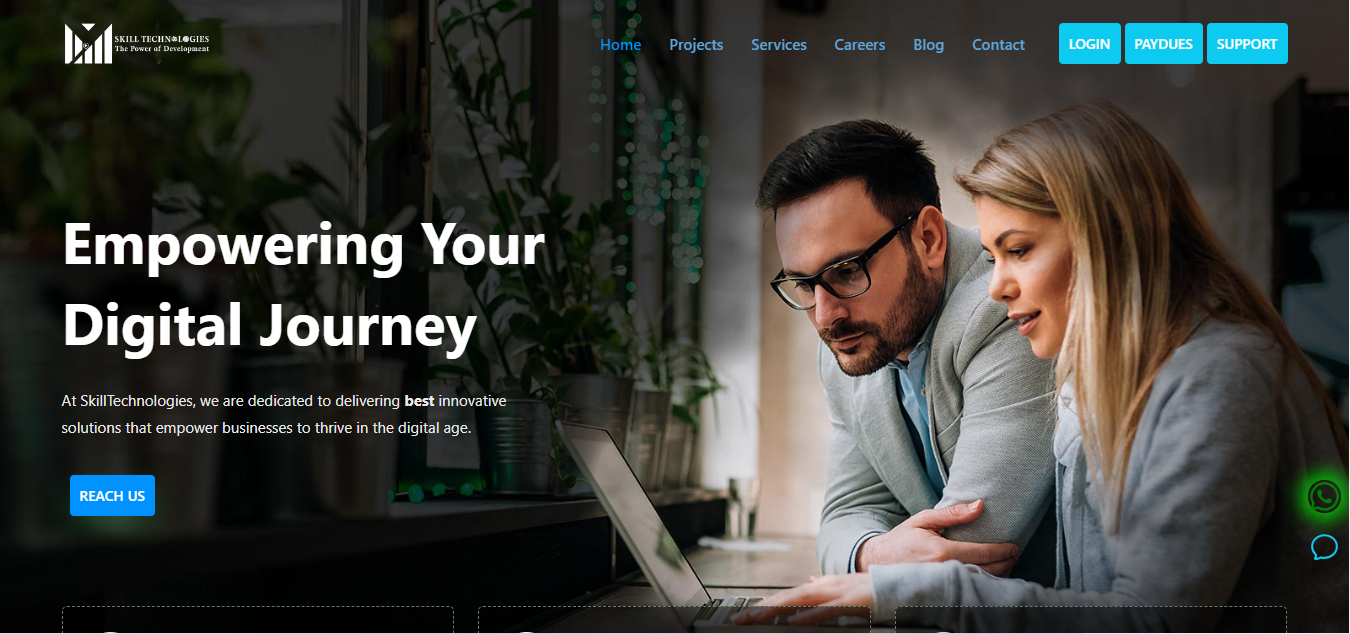 SKILL TECHNOLOGIES
The Power of Development
Home Projects Services Careers Blog Contact LOGIN PAYDUES SUPPORT
Empowering Your
Digital Journey
At SkillTechnologies, we are dedicated to delivering best innovative
solutions that empower businesses to thrive in the digital age.
REACH US